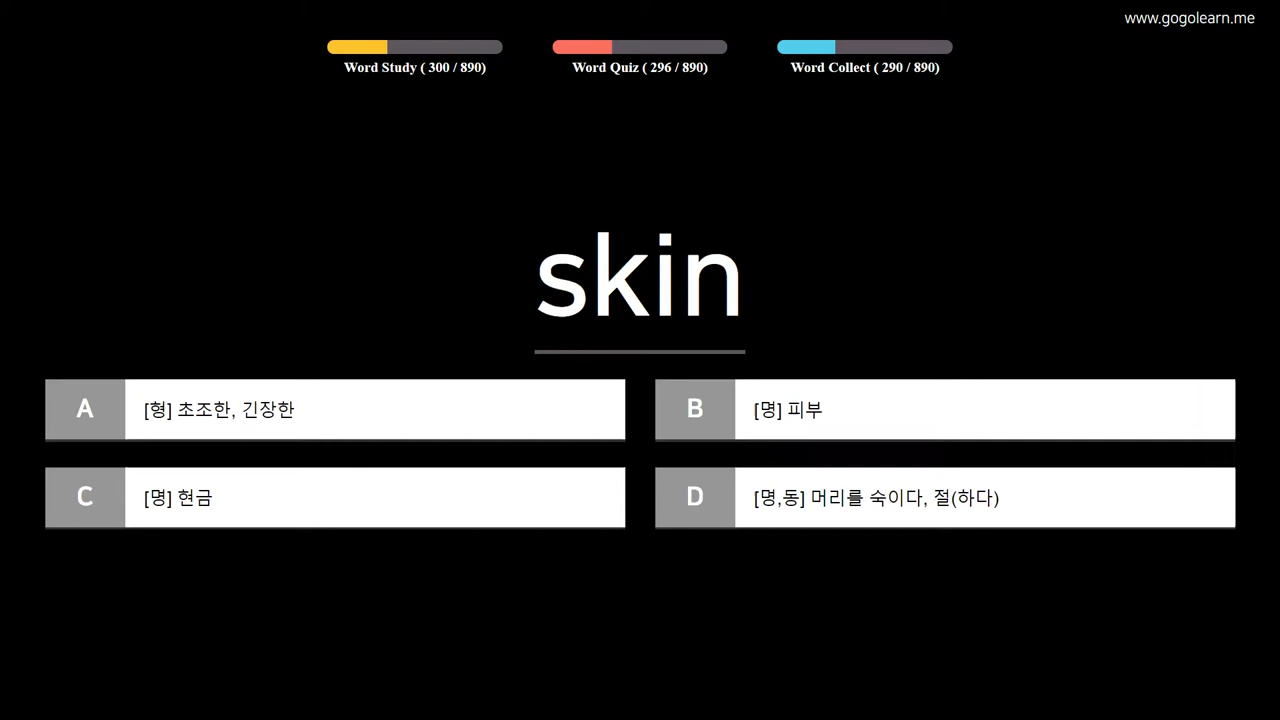 www.gogolearn.me
Word Study ( 300 / 890)
Word Quiz ( 296 / 890)
Word Collect ( 290 / 890)
skin
A [형] 초조한, 긴장한
B [명] 피부
C [명] 현금
D [명,동] 머리를 숙이다, 절(하다)